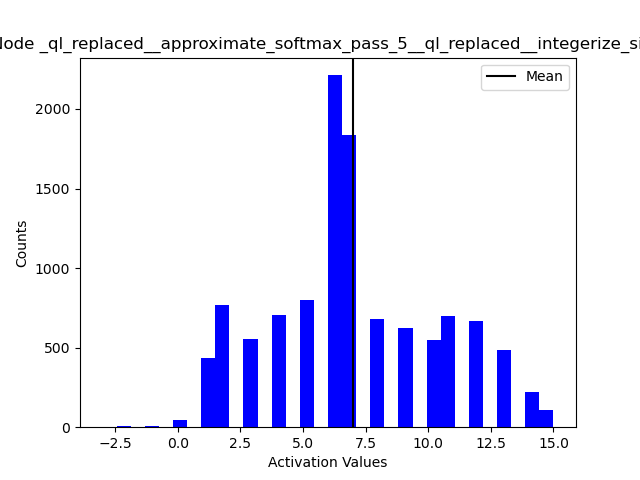 Node _ql_replaced__approximate_softmax_pass_5__ql_replaced__integerize_si
Mean
Counts
2000
1500
1000
500
0
−2.5 0.0 2.5 5.0 7.5 10.0 12.5 15.0
Activation Values